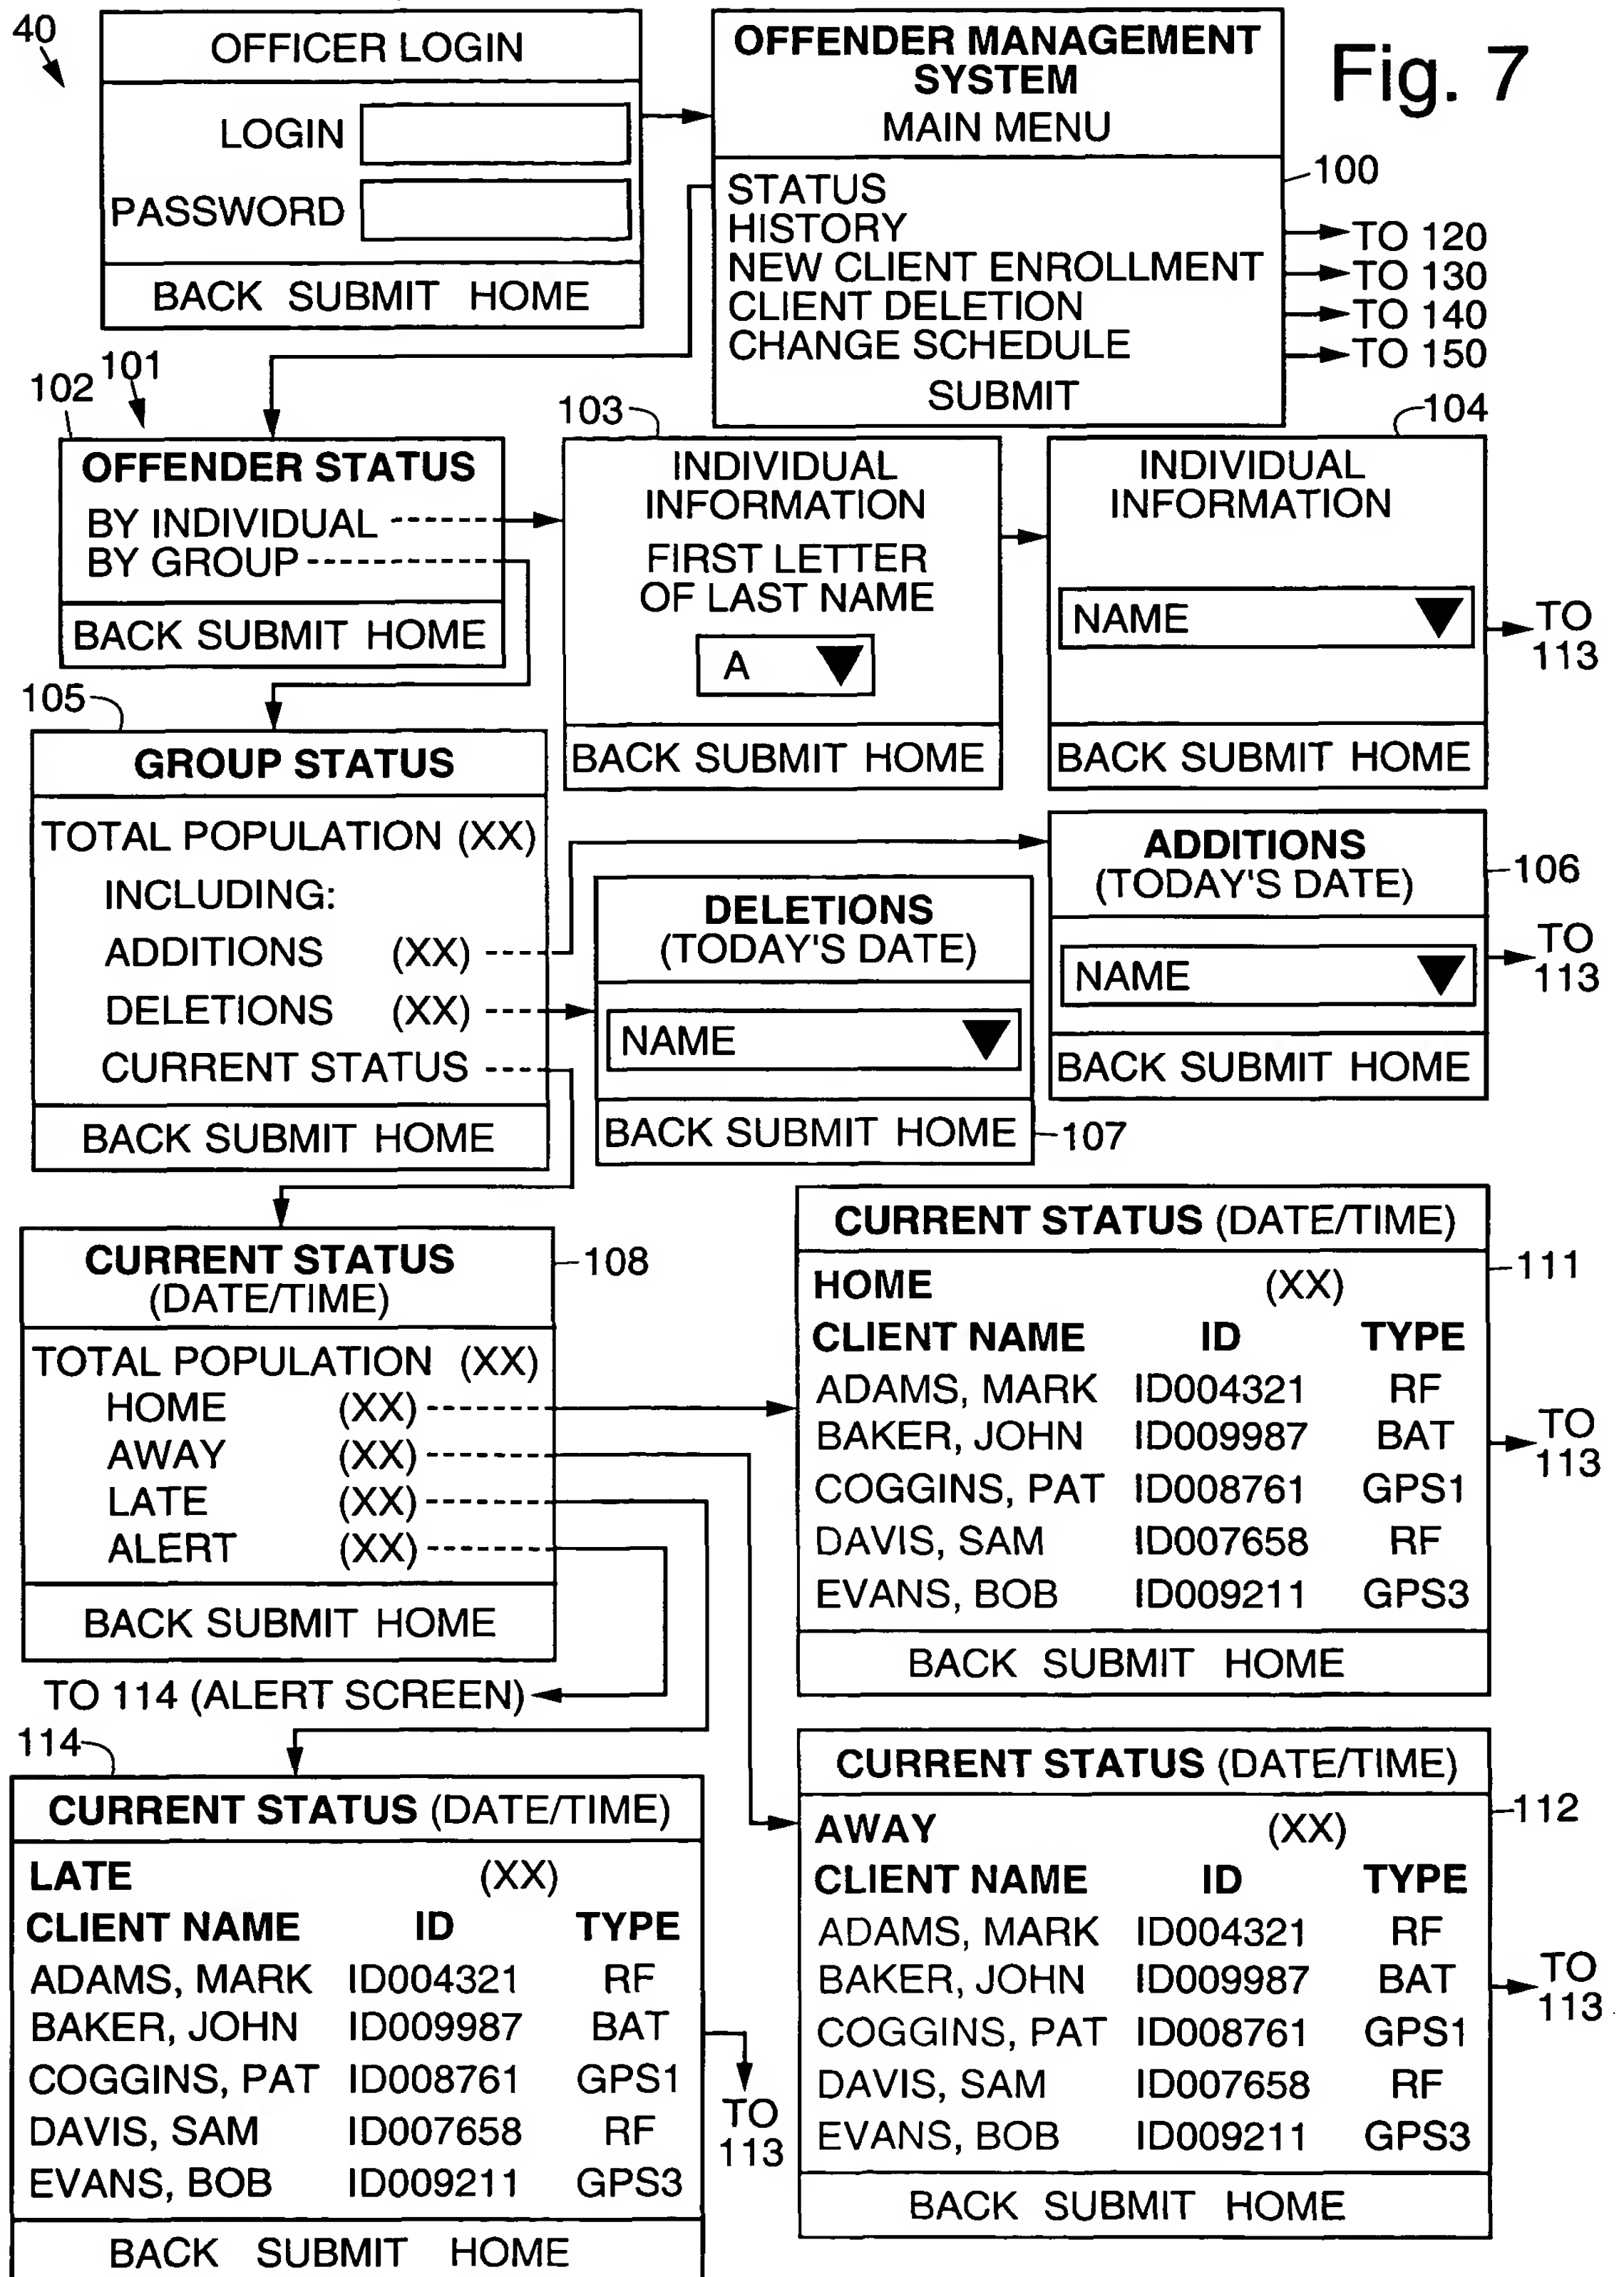 40
OFFICER LOGIN
LOGIN
PASSWORD
BACK SUBMIT HOME
OFFENDER MANAGEMENT
SYSTEM
MAIN MENU
STATUS
HISTORY
NEW CLIENT ENROLLMENT
CLIENT DELETION
CHANGE SCHEDULE
SUBMIT
Fig. 7
100
TO 120
TO 130
TO 140
TO 150
101
102
OFFENDER STATUS
BY INDIVIDUAL
BY GROUP
BACK SUBMIT HOME
103
INDIVIDUAL
INFORMATION
FIRST LETTER
OF LAST NAME
A
BACK SUBMIT HOME
104
INDIVIDUAL
INFORMATION
NAME
BACK SUBMIT HOME
TO
113
105
GROUP STATUS
TOTAL POPULATION (XX)
INCLUDING:
ADDITIONS (XX)
DELETIONS (XX)
CURRENT STATUS
BACK SUBMIT HOME
DELETIONS
(TODAY'S DATE)
NAME
BACK SUBMIT HOME
107
ADDITIONS
(TODAY'S DATE)
NAME
BACK SUBMIT HOME
106
TO
113
CURRENT STATUS
(DATE/TIME)
108
TOTAL POPULATION (XX)
HOME (XX)
AWAY (XX)
LATE (XX)
ALERT (XX)
BACK SUBMIT HOME
TO 114 (ALERT SCREEN)
CURRENT STATUS (DATE/TIME)
111
HOME (XX)
CLIENT NAME ID TYPE
ADAMS, MARK ID004321 RF
BAKER, JOHN ID009987 BAT
COGGINS, PAT ID008761 GPS1
DAVIS, SAM ID007658 RF
EVANS, BOB ID009211 GPS3
BACK SUBMIT HOME
TO
113
114
CURRENT STATUS (DATE/TIME)
LATE (XX)
CLIENT NAME ID TYPE
ADAMS, MARK ID004321 RF
BAKER, JOHN ID009987 BAT
COGGINS, PAT ID008761 GPS1
DAVIS, SAM ID007658 RF
EVANS, BOB ID009211 GPS3
BACK SUBMIT HOME
TO
113
CURRENT STATUS (DATE/TIME)
112
AWAY (XX)
CLIENT NAME ID TYPE
ADAMS, MARK ID004321 RF
BAKER, JOHN ID009987 BAT
COGGINS, PAT ID008761 GPS1
DAVIS, SAM ID007658 RF
EVANS, BOB ID009211 GPS3
BACK SUBMIT HOME
TO
113